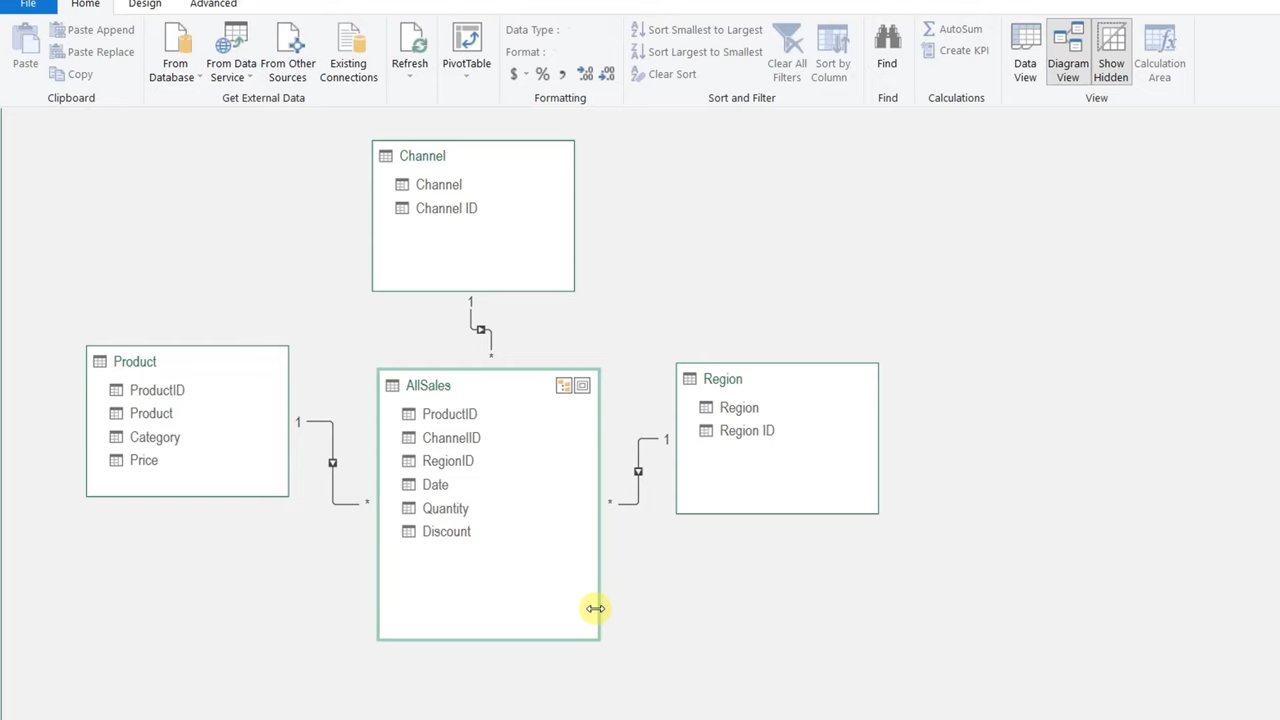 File Home Design Advanced
Paste
Paste Append
Paste Replace
Copy
Clipboard
From Database
From Data Service
From Other Sources
Existing Connections
Get External Data
Refresh
PivotTable
Data Type :
Format :
$ % , .00
Formatting
Sort Smallest to Largest
Sort Largest to Smallest
Clear Sort
Clear All Filters
Sort by Column
Sort and Filter
Find
Find
AutoSum
Create KPI
Calculations
Data View
Diagram View
Show Hidden
Calculation Area
View
Channel
Channel
Channel ID
1
*
Product
ProductID
Product
Category
Price
1
*
AllSales
ProductID
ChannelID
RegionID
Date
Quantity
Discount
*
1
Region
Region
Region ID